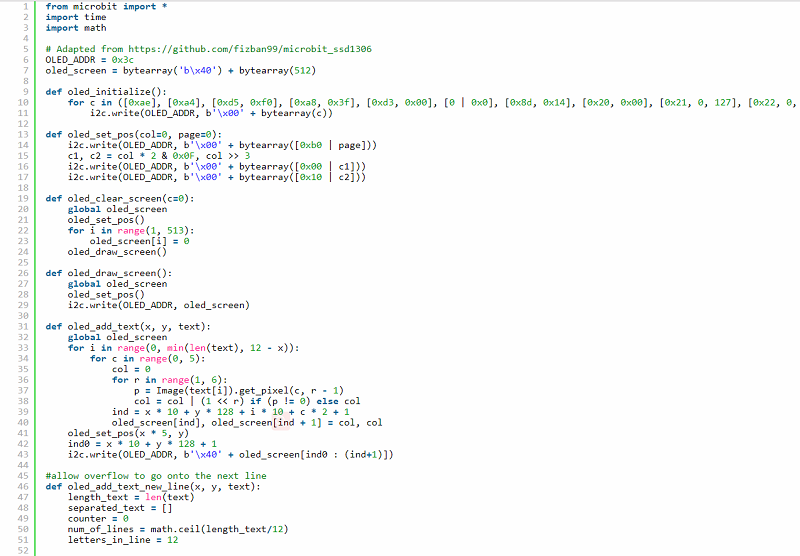 1 from microbit import *
2 import time
3 import math
4
5 # Adapted from https://github.com/fizban99/microbit_ssd1306
6 OLED_ADDR = 0x3c
7 oled_screen = bytearray('b\x40') + bytearray(512)
8
9 def oled_initialize():
10     for c in ([0xae], [0xa4], [0xd5, 0xf0], [0xa8, 0x3f], [0xd3, 0x00], [0 | 0x0], [0x8d, 0x14], [0x20, 0x00], [0x21, 0, 127], [0x22, 0,
11         i2c.write(OLED_ADDR, b'\x00' + bytearray(c))
12
13 def oled_set_pos(col=0, page=0):
14     i2c.write(OLED_ADDR, b'\x00' + bytearray([0xb0 | page]))
15     c1, c2 = col * 2 & 0x0F, col >> 3
16     i2c.write(OLED_ADDR, b'\x00' + bytearray([0x00 | c1]))
17     i2c.write(OLED_ADDR, b'\x00' + bytearray([0x10 | c2]))
18
19 def oled_clear_screen(c=0):
20     global oled_screen
21     oled_set_pos()
22     for i in range(1, 513):
23         oled_screen[i] = 0
24     oled_draw_screen()
25
26 def oled_draw_screen():
27     global oled_screen
28     oled_set_pos()
29     i2c.write(OLED_ADDR, oled_screen)
30
31 def oled_add_text(x, y, text):
32     global oled_screen
33     for i in range(0, min(len(text), 12 - x)):
34         for c in range(0, 5):
35             col = 0
36             for r in range(1, 6):
37                 p = Image(text[i]).get_pixel(c, r - 1)
38                 col = col | (1 << r) if (p != 0) else col
39             ind = x * 10 + y * 128 + i * 10 + c * 2 + 1
40             oled_screen[ind], oled_screen[ind + 1] = col, col
41     oled_set_pos(x * 5, y)
42     ind0 = x * 10 + y * 128 + 1
43     i2c.write(OLED_ADDR, b'\x40' + oled_screen[ind0 : (ind+1)])
44
45 #allow overflow to go onto the next line
46 def oled_add_text_new_line(x, y, text):
47     length_text = len(text)
48     separated_text = []
49     counter = 0
50     num_of_lines = math.ceil(length_text/12)
51     letters_in_line = 12
52